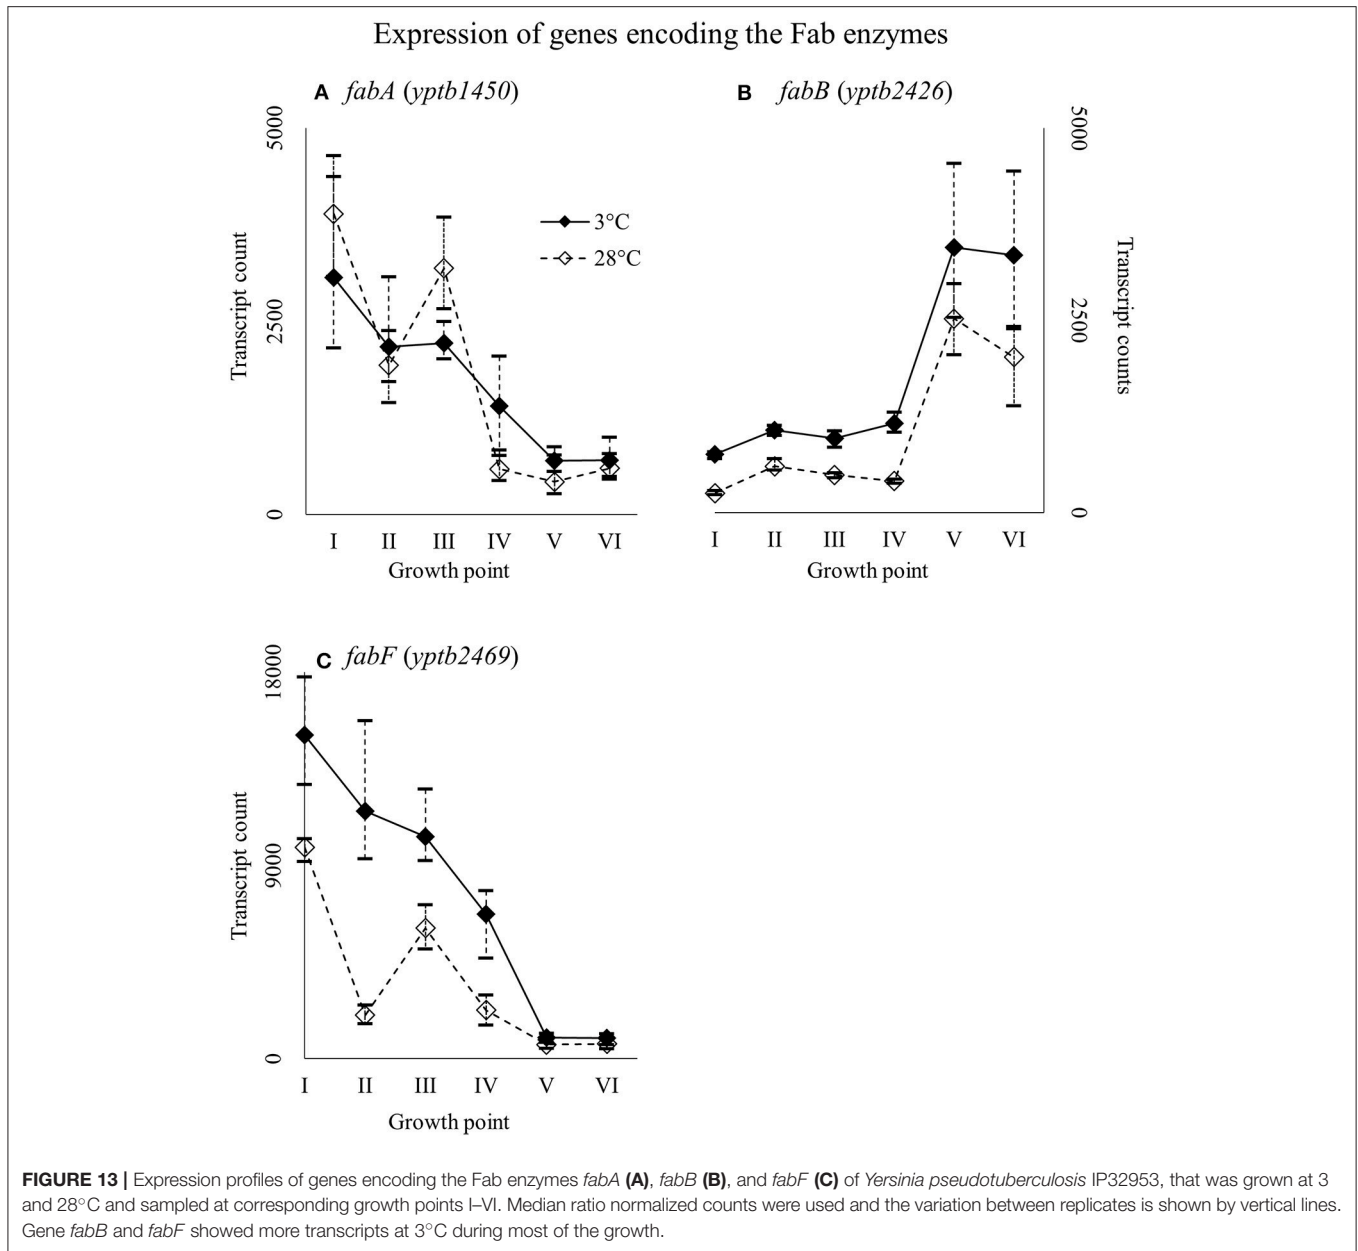 Expression of genes encoding the Fab enzymes
A fabA (yptb1450)
B fabB (yptb2426)
5000
2500
0
Transcript count
3°C
28°C
I II III IV V VI
Growth point
5000
2500
0
Transcript counts
I II III IV V VI
Growth point
C fabF (yptb2469)
18000
9000
0
Transcript count
I II III IV V VI
Growth point
FIGURE 13 | Expression profiles of genes encoding the Fab enzymes fabA (A), fabB (B), and fabF (C) of Yersinia pseudotuberculosis IP32953, that was grown at 3
and 28°C and sampled at corresponding growth points I–VI. Median ratio normalized counts were used and the variation between replicates is shown by vertical lines.
Gene fabB and fabF showed more transcripts at 3°C during most of the growth.